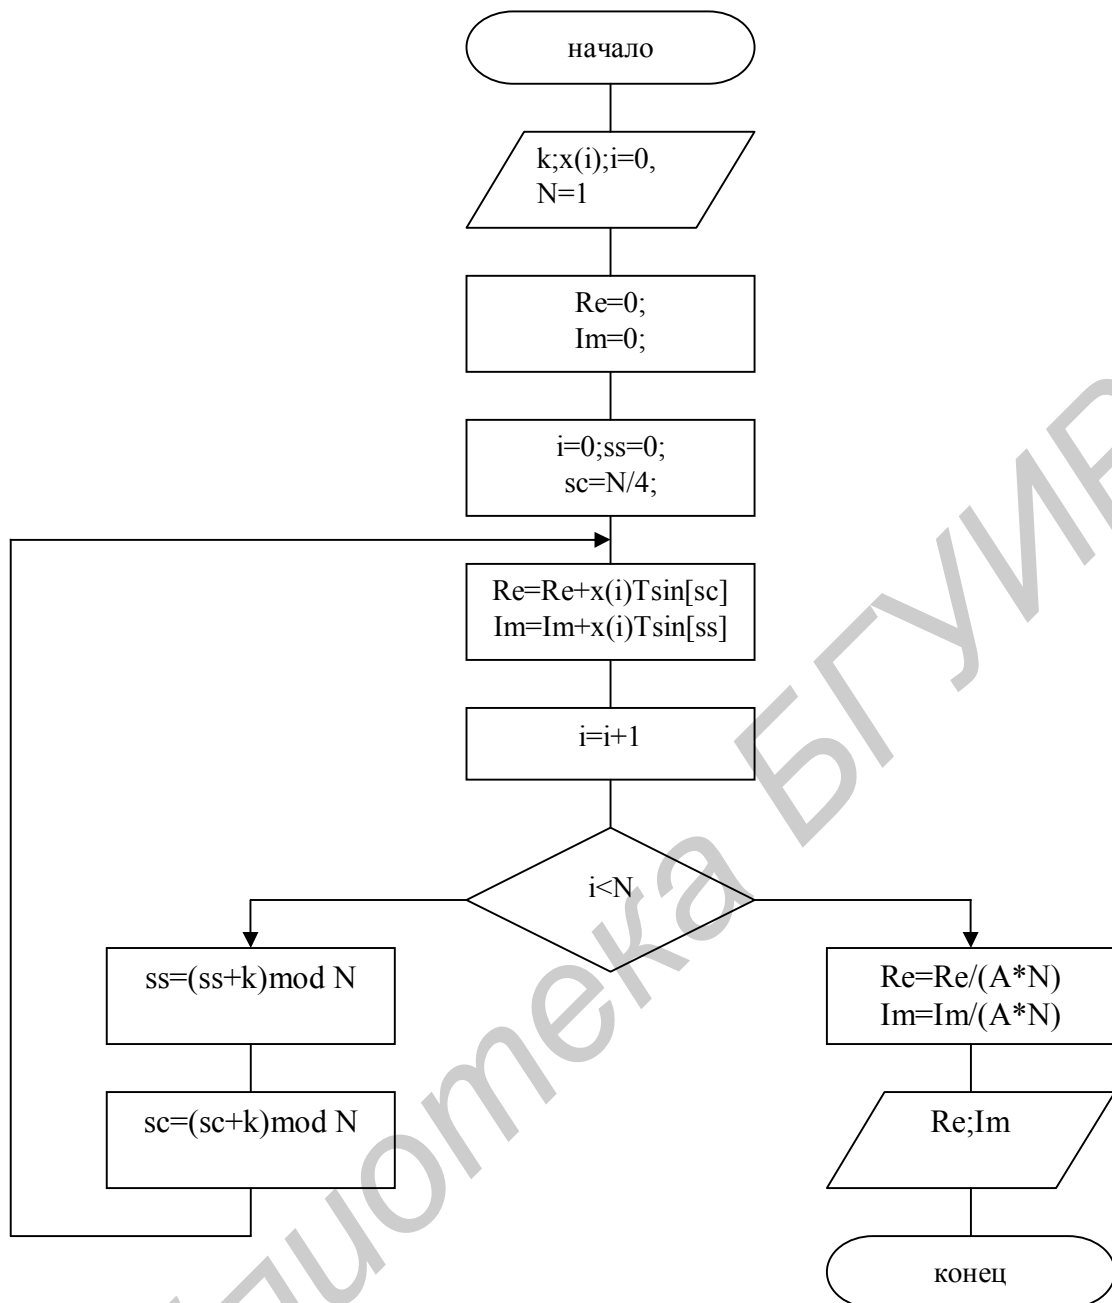 начало
k;x(i);i=0,
N=1
Re=0;
Im=0;
i=0;ss=0;
sc=N/4;
Re=Re+x(i)Tsin[sc]
Im=Im+x(i)Tsin[ss]
i=i+1
i<N
ss=(ss+k)mod N
sc=(sc+k)mod N
Re=Re/(A*N)
Im=Im/(A*N)
Re;Im
конец
БГУИР